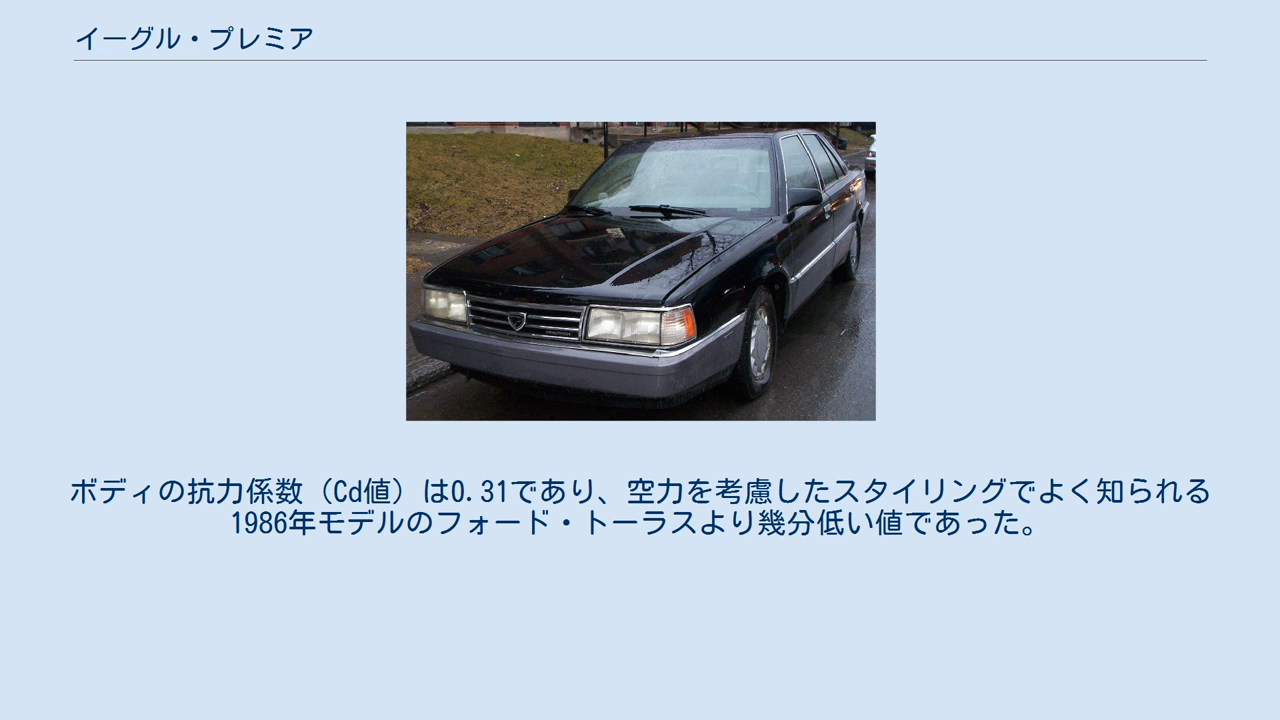 イーグル・プレミア
ボディの抗力係数（Cd値）は0.31であり、空力を考慮したスタイリングでよく知られる
1986年モデルのフォード・トーラスより幾分低い値であった。